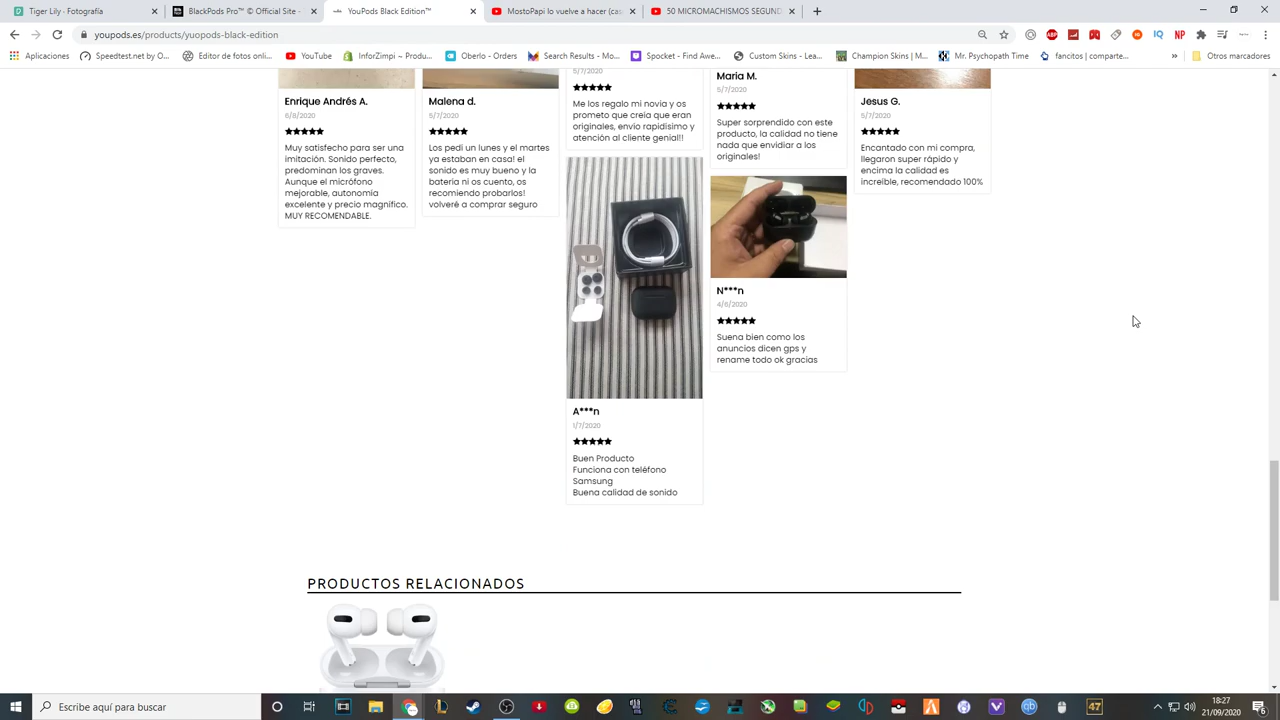 Tiger Lily - Fotografía
BlackPods Pro™ © Official Site -
YouPods Black Edition™
MostoPapi lo vuelve a hacer (cas
50 MICROMACHISMOS SEGUND
youpods.es/products/yuopods-black-edition
Aplicaciones
Speedtest.net by O...
Editor de fotos onli...
YouTube
InforZimpi ~ Produ...
Oberlo - Orders
Search Results - Mo...
Spocket - Find Awe...
Custom Skins | - Lea...
Champion Skins | M...
Mr. Psychopath Time
fancitos | comparte...
»
Otros marcadores
Enrique Andrés A.
6/8/2020
★★★★★
Muy satisfecho para ser una
imitación. Sonido perfecto,
predominan los graves.
Aunque el micrófono
mejorable, autonomía
excelente y precio magnífico.
MUY RECOMENDABLE.
Malena d.
5/7/2020
★★★★★
Los pedí un lunes y el martes
ya estaban en casa! el
sonido es muy bueno y la
batería ni os cuento, os
recomiendo probarlos!
volveré a comprar seguro
5/7/2020
★★★★★
Me los regalo mi novia y os
prometo que creía que eran
originales, envío rapidísimo y
atención al cliente genial!!
A***n
1/7/2020
★★★★★
Buen Producto
Funciona con teléfono
Samsung
Buena calidad de sonido
María M.
5/7/2020
★★★★★
Super sorprendido con este
producto, la calidad no tiene
nada que envidiar a los
originales!
N***n
4/6/2020
★★★★★
Suena bien como los
anuncios dicen gps y
rename todo ok gracias
Jesus G.
5/7/2020
★★★★★
Encantado con mi compra,
llegaron super rápido y
encima la calidad es
increíble, recomendado 100%
PRODUCTOS RELACIONADOS
Escribe aquí para buscar
47
18:27
21/09/2020
6